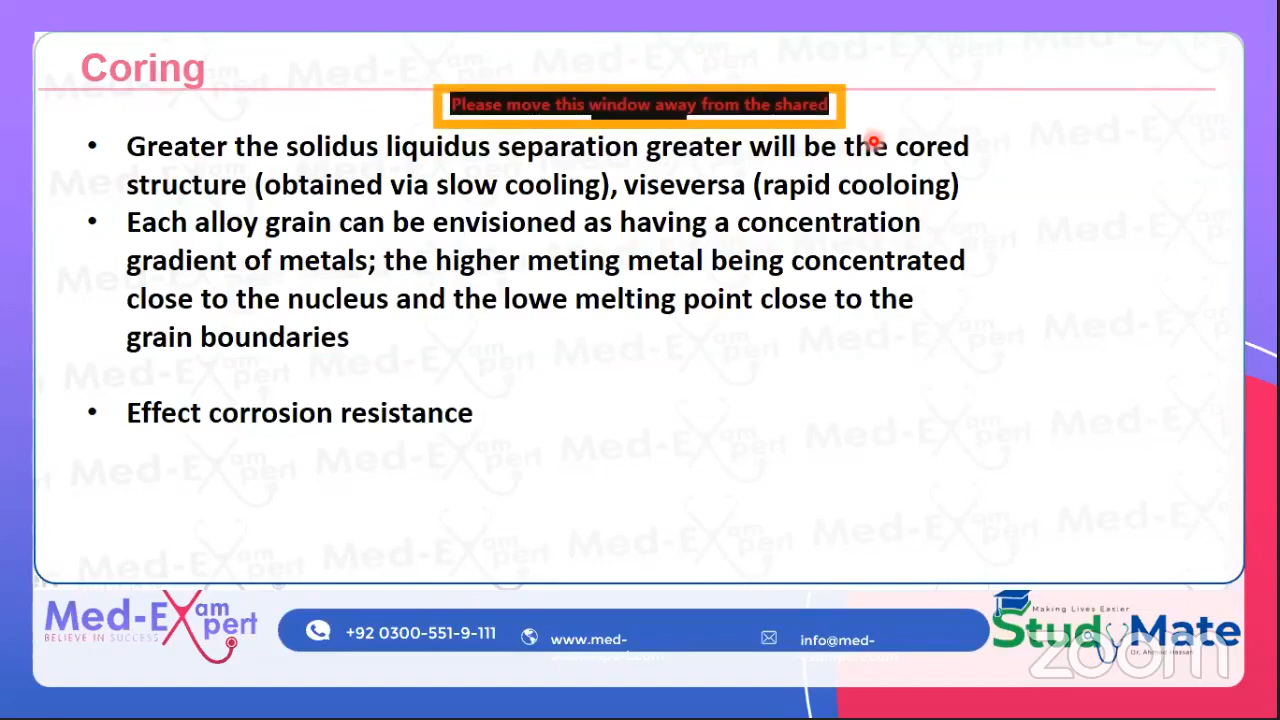 Coring
Please move this window away from the shared
• Greater the solidus liquidus separation greater will be the cored
structure (obtained via slow cooling), viseversa (rapid cooloing)
• Each alloy grain can be envisioned as having a concentration
gradient of metals; the higher meting metal being concentrated
close to the nucleus and the lowe melting point close to the
grain boundaries
• Effect corrosion resistance
Med-Exam
pert
BELIEVE IN SUCCESS
+92 0300-551-9-111
www.med-
info@med-
Making Lives Easier
StudyMate
Dr. Ahmed Hassan
zoom